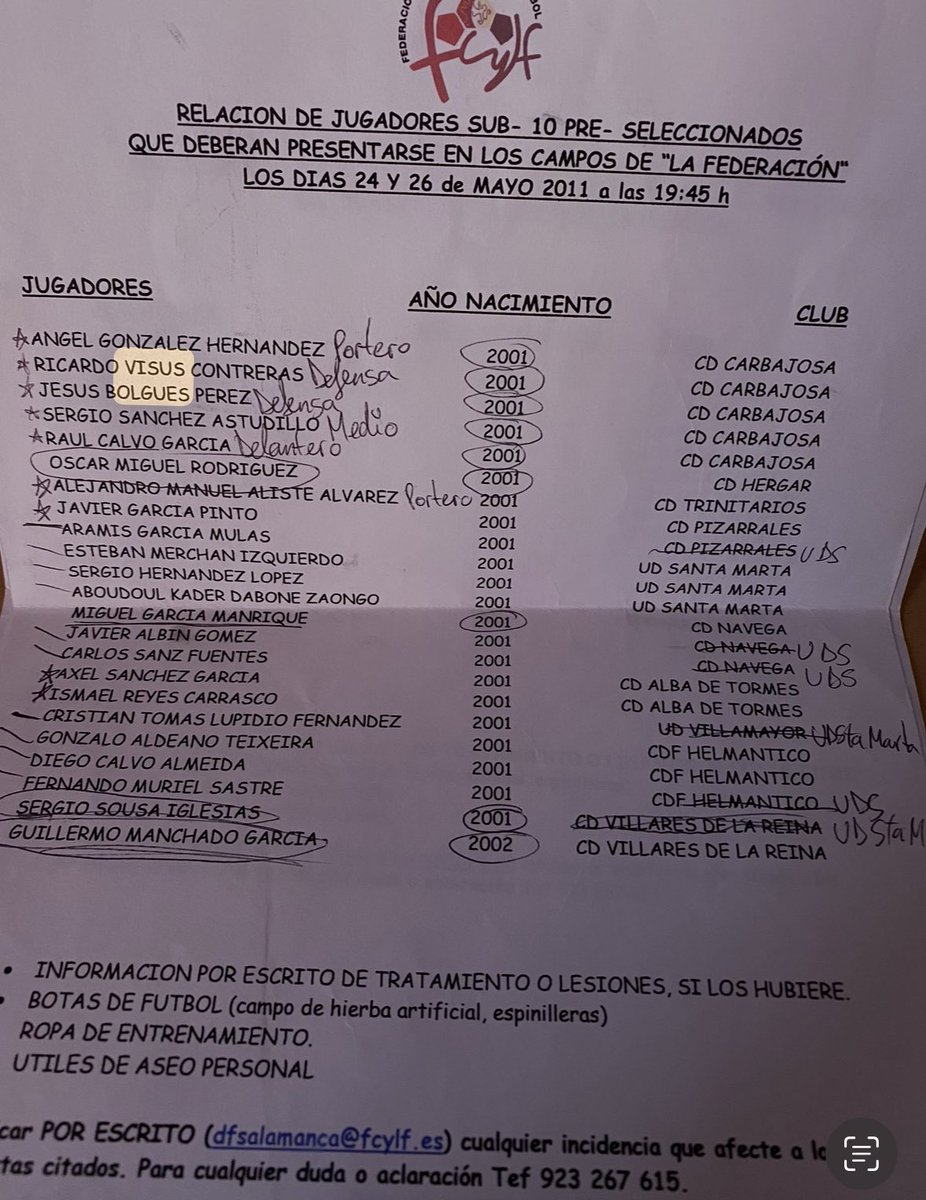 FEDERACIÓ
BOL
fcylf
RELACION DE JUGADORES SUB- 10 PRE- SELECCIONADOS
QUE DEBERAN PRESENTARSE EN LOS CAMPOS DE "LA FEDERACIÓN"
LOS DIAS 24 Y 26 de MAYO 2011 a las 19:45 h
JUGADORES AÑO NACIMIENTO CLUB
ANGEL GONZALEZ HERNANDEZ Portero 2001 CD CARBAJOSA
RICARDO VISUS CONTRERAS Defensa 2001 CD CARBAJOSA
JESUS BOLGUES PEREZ Defensa 2001 CD CARBAJOSA
SERGIO SANCHEZ ASTUDILLO Medio 2001 CD CARBAJOSA
RAUL CALVO GARCIA Delantero 2001 CD CARBAJOSA
OSCAR MIGUEL RODRIGUEZ 2001 CD HERGAR
ALEJANDRO MANUEL ALISTE ALVAREZ Portero 2001 CD TRINITARIOS
JAVIER GARCIA PINTO 2001 CD PIZARRALES
ARAMIS GARCIA MULAS 2001 CD PIZARRALES UDS
ESTEBAN MERCHAN IZQUIERDO 2001 UD SANTA MARTA
SERGIO HERNANDEZ LOPEZ 2001 UD SANTA MARTA
ABOUDOUL KADER DABONE ZAONGO 2001 UD SANTA MARTA
MIGUEL GARCIA MANRIQUE 2001 CD NAVEGA
JAVIER ALBIN GOMEZ 2001 CD NAVEGA UDS
CARLOS SANZ FUENTES 2001 CD NAVEGA UDS
AXEL SANCHEZ GARCIA 2001 CD ALBA DE TORMES
ISMAEL REYES CARRASCO 2001 CD ALBA DE TORMES
CRISTIAN TOMAS LUPIDIO FERNANDEZ 2001 UD VILLAMAYOR UDSta Marta
GONZALO ALDEANO TEIXEIRA 2001 CDF HELMANTICO
DIEGO CALVO ALMEIDA 2001 CDF HELMANTICO
FERNANDO MURIEL SASTRE 2001 CDF HELMANTICO UDS
SERGIO SOUSA IGLESIAS 2001 CD VILLARES DE LA REINA UDSta M
GUILLERMO MANCHADO GARCIA 2002 CD VILLARES DE LA REINA
• INFORMACION POR ESCRITO DE TRATAMIENTO O LESIONES, SI LOS HUBIERE.
• BOTAS DE FUTBOL (campo de hierba artificial, espinilleras)
ROPA DE ENTRENAMIENTO.
UTILES DE ASEO PERSONAL
car POR ESCRITO (dfsalamanca@fcylf.es) cualquier incidencia que afecte a lo
tas citados. Para cualquier duda o aclaración Tef 923 267 615.